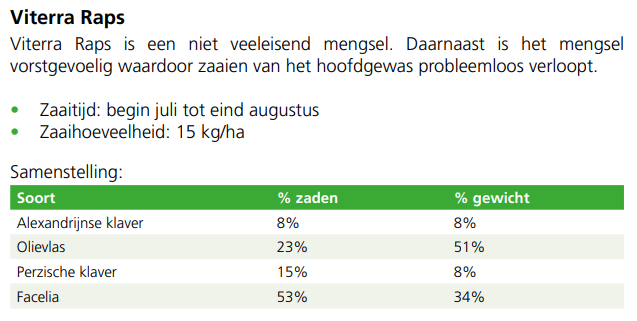 Viterra Raps
Viterra Raps is een niet veeleisend mengsel. Daarnaast is het mengsel
vorstgevoelig waardoor zaaien van het hoofdgewas probleemloos verloopt.
• Zaaitijd: begin juli tot eind augustus
• Zaaihoeveelheid: 15 kg/ha
Samenstelling:
Soort % zaden % gewicht
Alexandrijnse klaver 8% 8%
Olievlas 23% 51%
Perzische klaver 15% 8%
Facelia 53% 34%